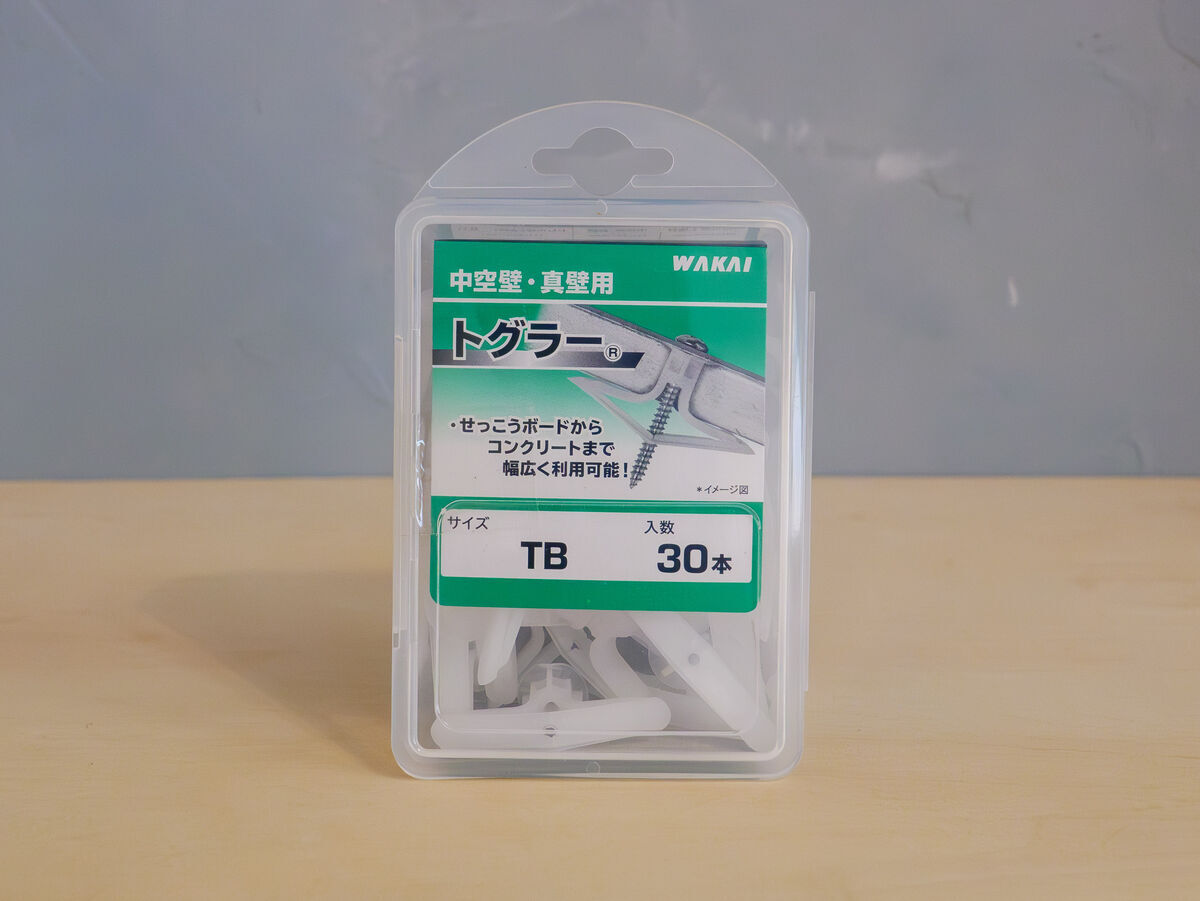 WAKAI
中空壁・真壁用
トグラー®
・せっこうボードから
コンクリートまで
幅広く利用可能！
＊イメージ図
サイズ
入数
TB
30本